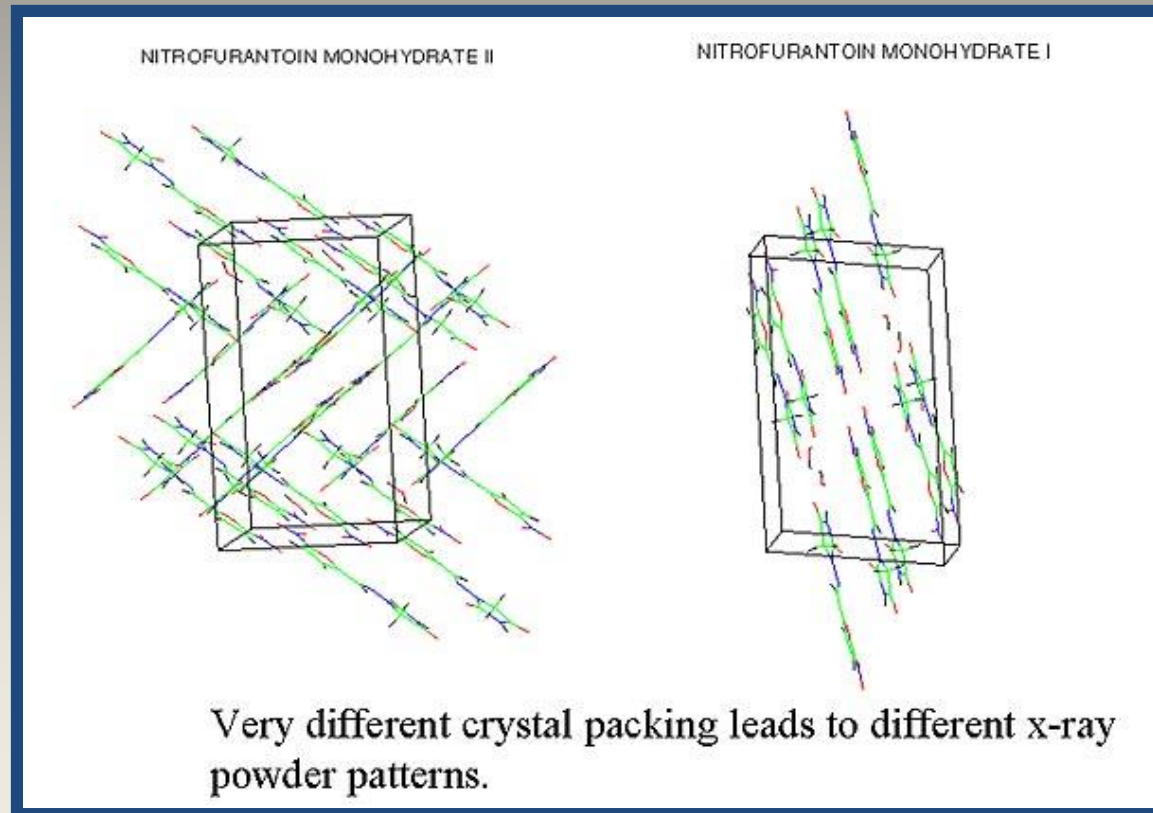 NITROFURANTOIN MONOHYDRATE II
NITROFURANTOIN MONOHYDRATE I
Very different crystal packing leads to different x-ray
powder patterns.